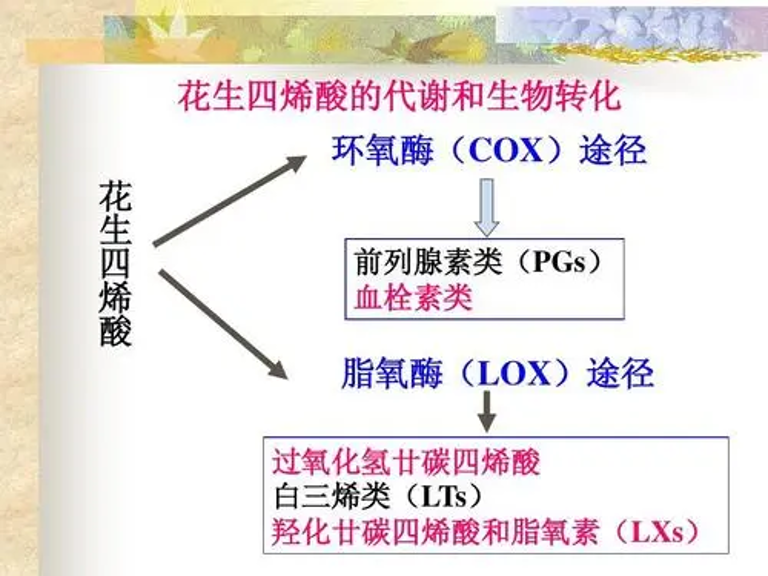 花生四烯酸的代谢和生物转化
环氧酶（COX）途径
花生四烯酸
前列腺素类（PGs）
血栓素类
脂氧酶（LOX）途径
过氧化氢廿碳四烯酸
白三烯类（LTs）
羟化廿碳四烯酸和脂氧素（LXs）